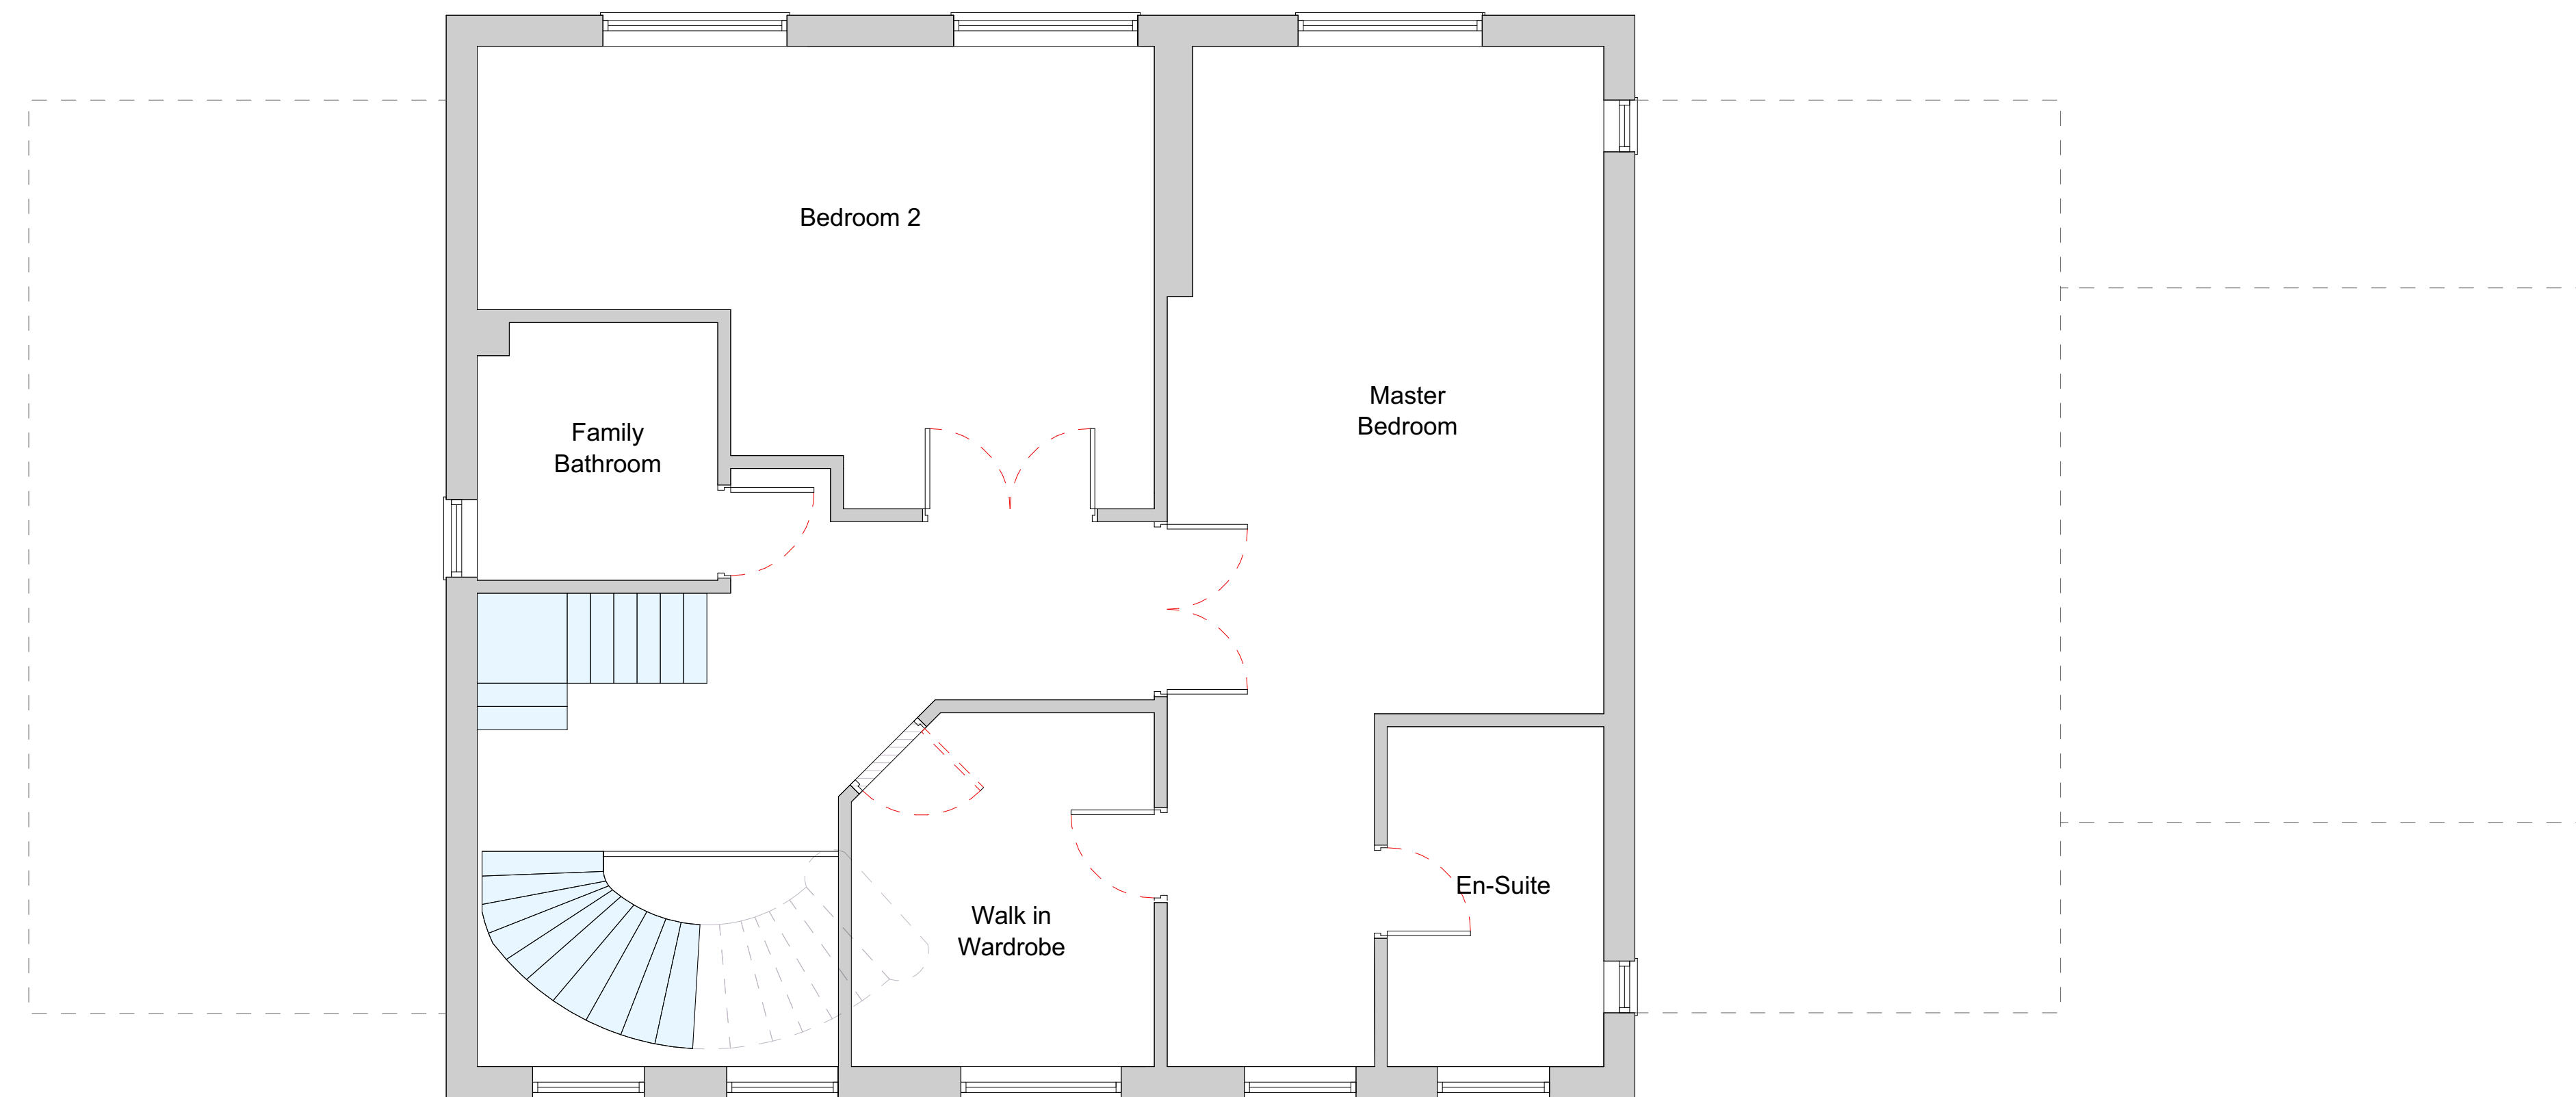 Bedroom 2
Master
Bedroom
Family
Bathroom
En-Suite
Walk in
Wardrobe